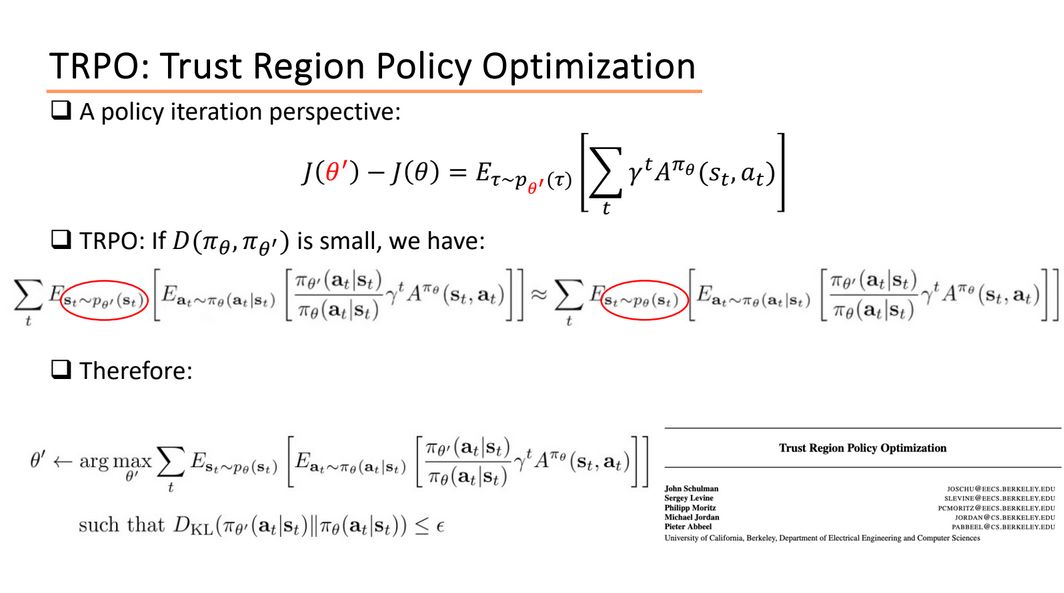 TRPO: Trust Region Policy Optimization
❑ A policy iteration perspective:
J(θ′) − J(θ) = E_{τ∼p_{θ′}(τ)} [∑_t γ^t A^{π_θ}(s_t, a_t)]
❑ TRPO: If D(π_θ, π_{θ′}) is small, we have:
∑_t E_{s_t∼p_{θ′}(s_t)} [E_{a_t∼π_θ(a_t|s_t)} [π_{θ′}(a_t|s_t)/π_θ(a_t|s_t) γ^t A^{π_θ}(s_t, a_t)]] ≈ ∑_t E_{s_t∼p_θ(s_t)} [E_{a_t∼π_θ(a_t|s_t)} [π_{θ′}(a_t|s_t)/π_θ(a_t|s_t) γ^t A^{π_θ}(s_t, a_t)]]
❑ Therefore:
θ′ ← arg max_{θ′} ∑_t E_{s_t∼p_θ(s_t)} [E_{a_t∼π_θ(a_t|s_t)} [π_{θ′}(a_t|s_t)/π_θ(a_t|s_t) γ^t A^{π_θ}(s_t, a_t)]]
such that D_{KL}(π_{θ′}(a_t|s_t)‖π_θ(a_t|s_t)) ≤ ϵ
Trust Region Policy Optimization
John Schulman JOSCHU@EECS.BERKELEY.EDU
Sergey Levine SLEVINE@EECS.BERKELEY.EDU
Philipp Moritz PCMORITZ@EECS.BERKELEY.EDU
Michael Jordan JORDAN@CS.BERKELEY.EDU
Pieter Abbeel PABBEEL@CS.BERKELEY.EDU
University of California, Berkeley, Department of Electrical Engineering and Computer Sciences